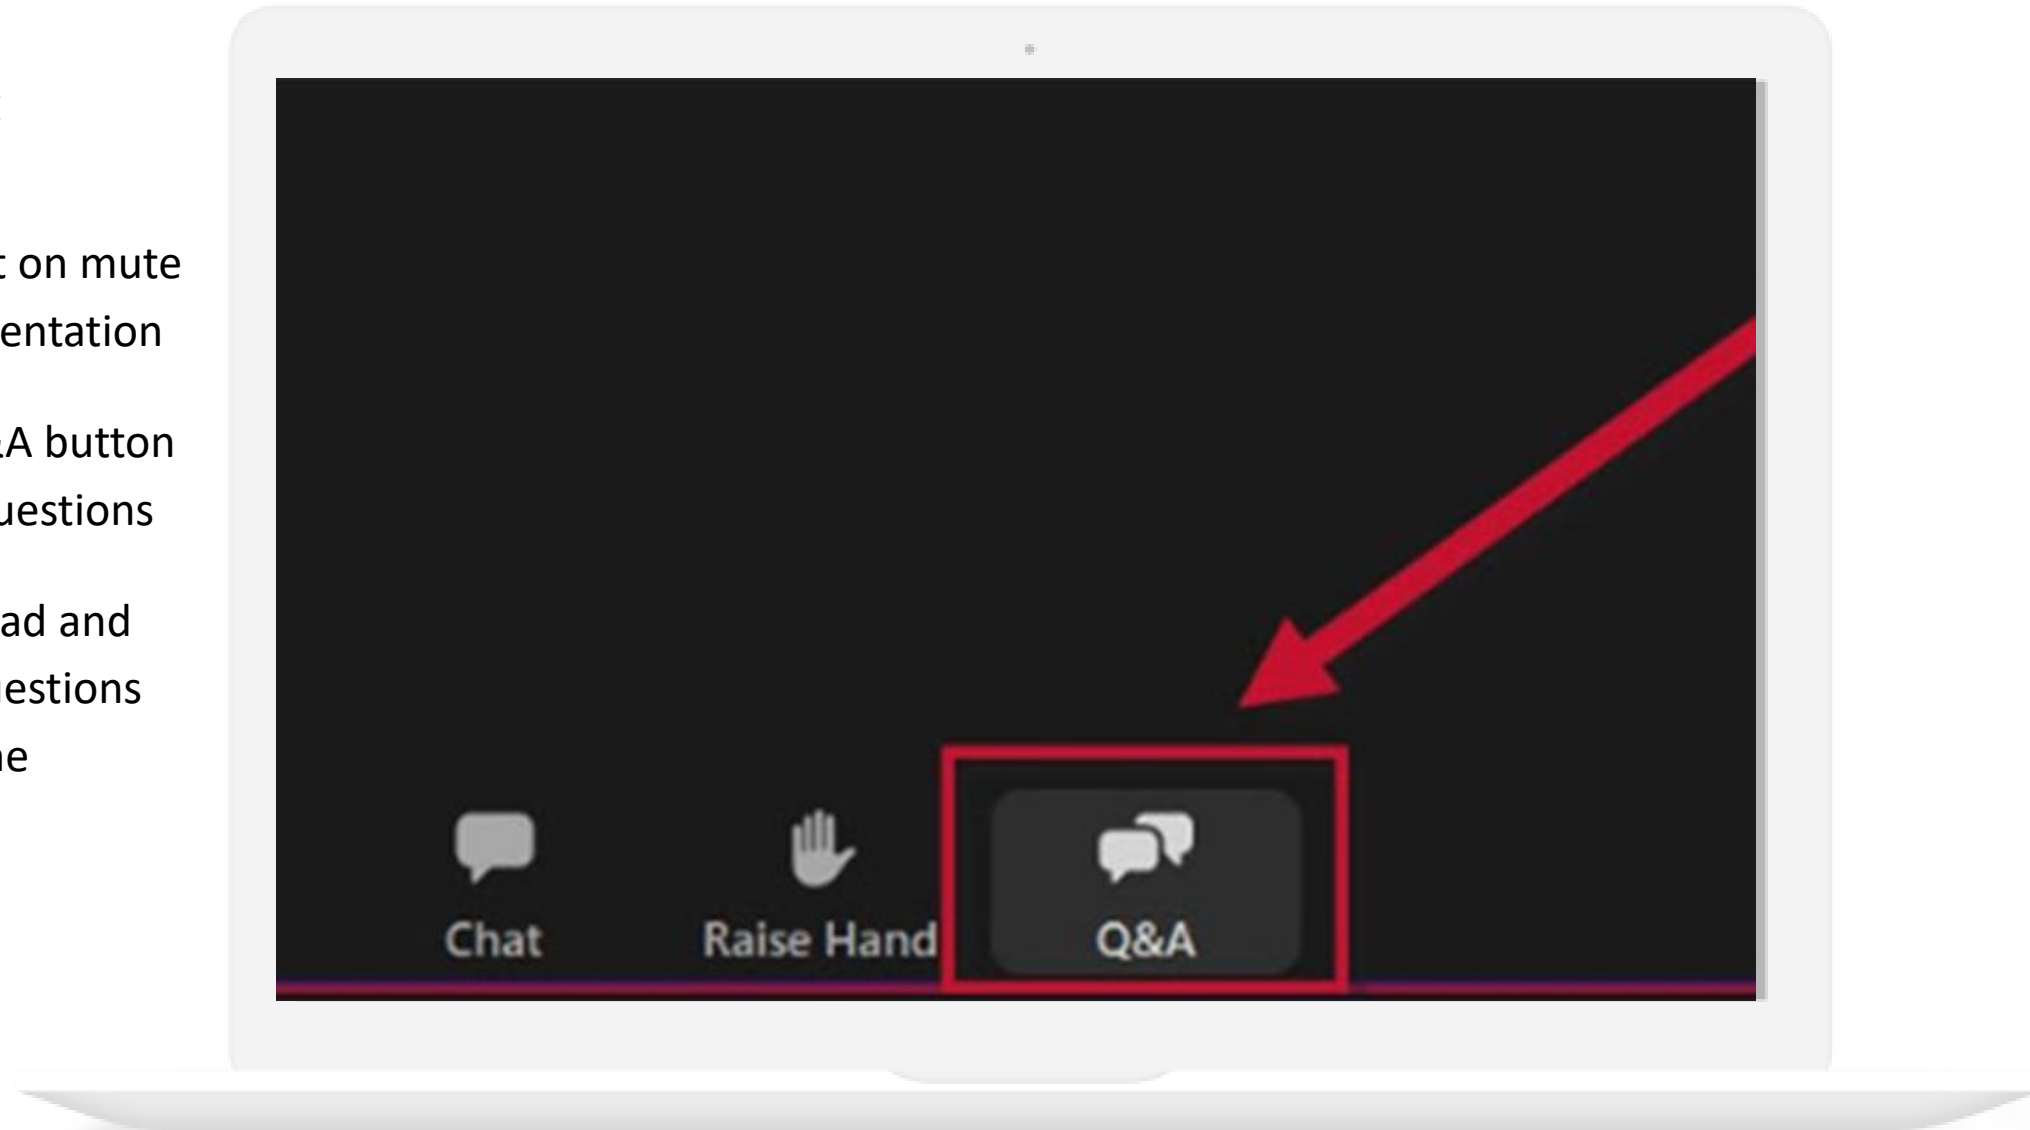 t on mute
entation
&A button
uestions
ad and
estions
e
Chat
Raise Hand
Q&A